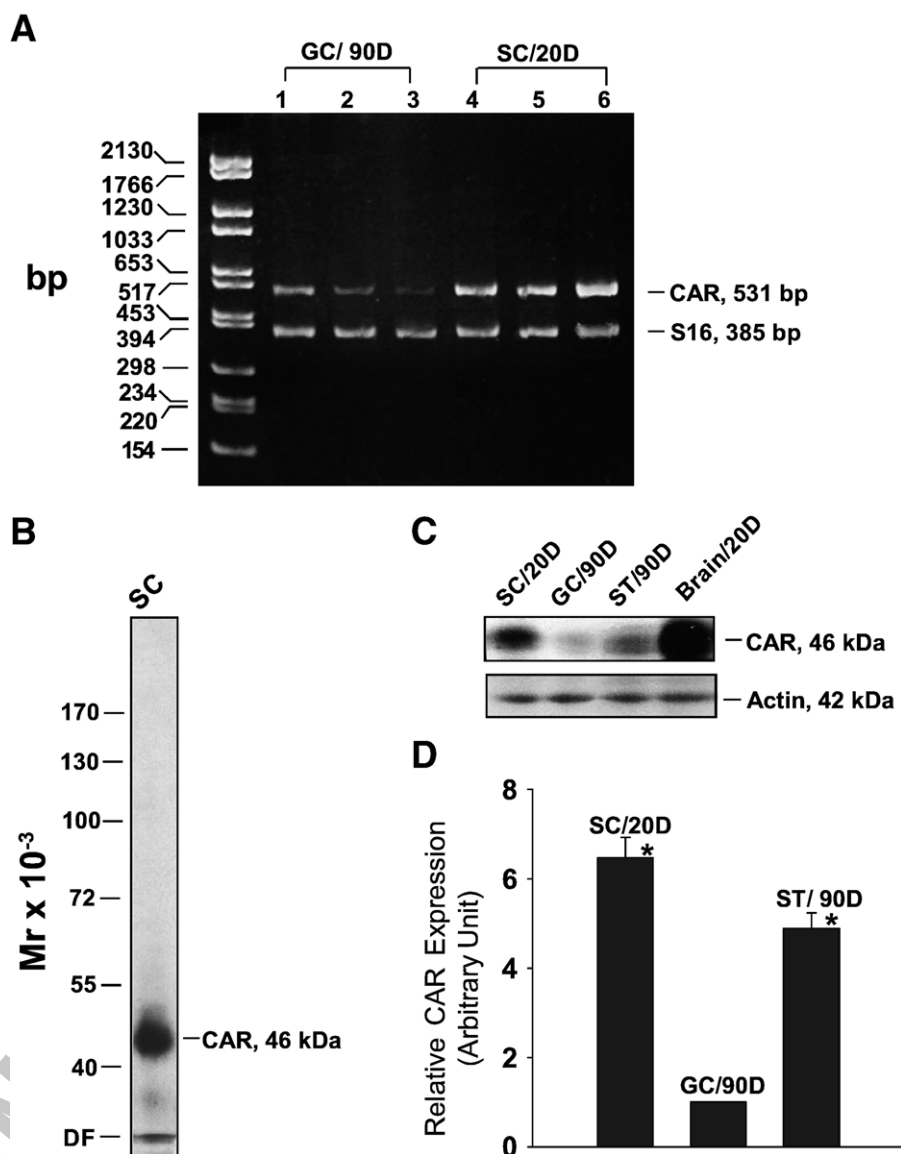 A
GC/ 90D
SC/20D
1 2 3 4 5 6
2130
1766
1230
1033
653
517
453
394
298
234
220
154
bp
CAR, 531 bp
S16, 385 bp
B
SC
170
130
100
72
55
40
DF
Mr x 10-3
CAR, 46 kDa
C
SC/20D
GC/90D
ST/90D
Brain/20D
CAR, 46 kDa
Actin, 42 kDa
D
Relative CAR Expression
(Arbitrary Unit)
8
6
4
2
0
SC/20D
*
GC/90D
ST/ 90D
*